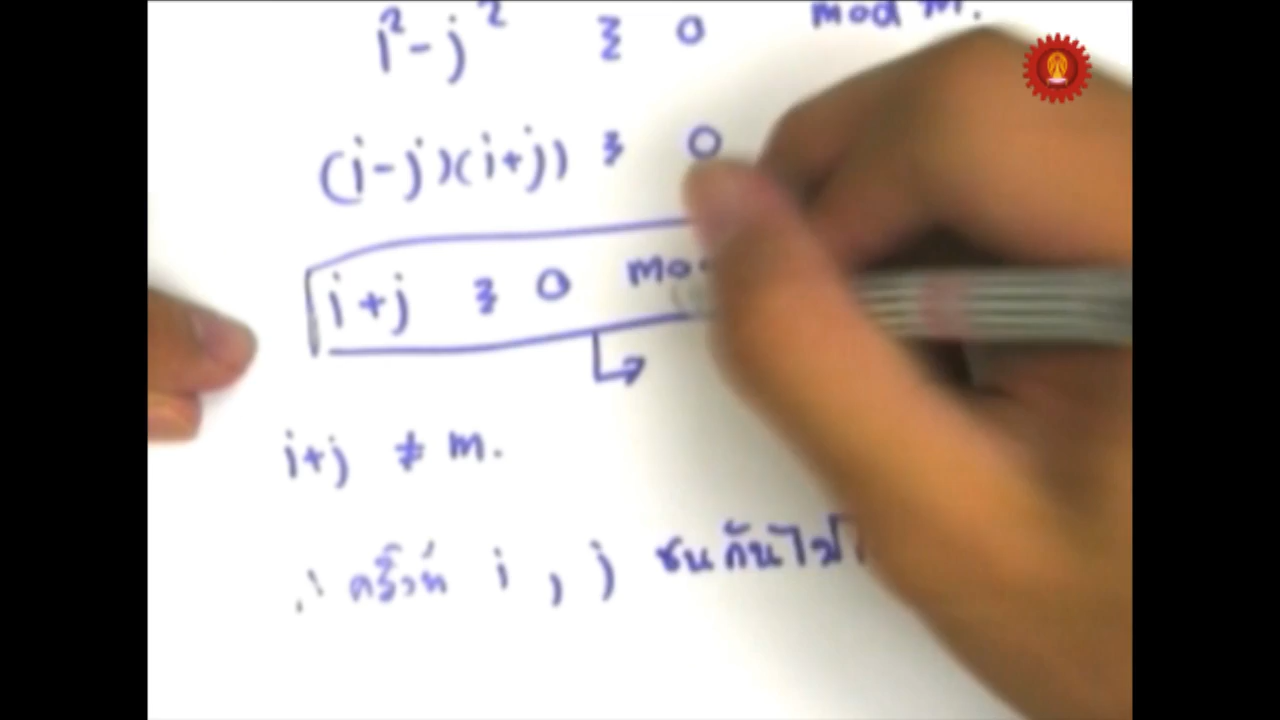 i² - j² ≡ 0 mod m.
(i-j)(i+j) ≡ 0
i+j ≡ 0 mo
i+j ≠ m.
∴ ครั้งที่ i , j ชนกันไม่